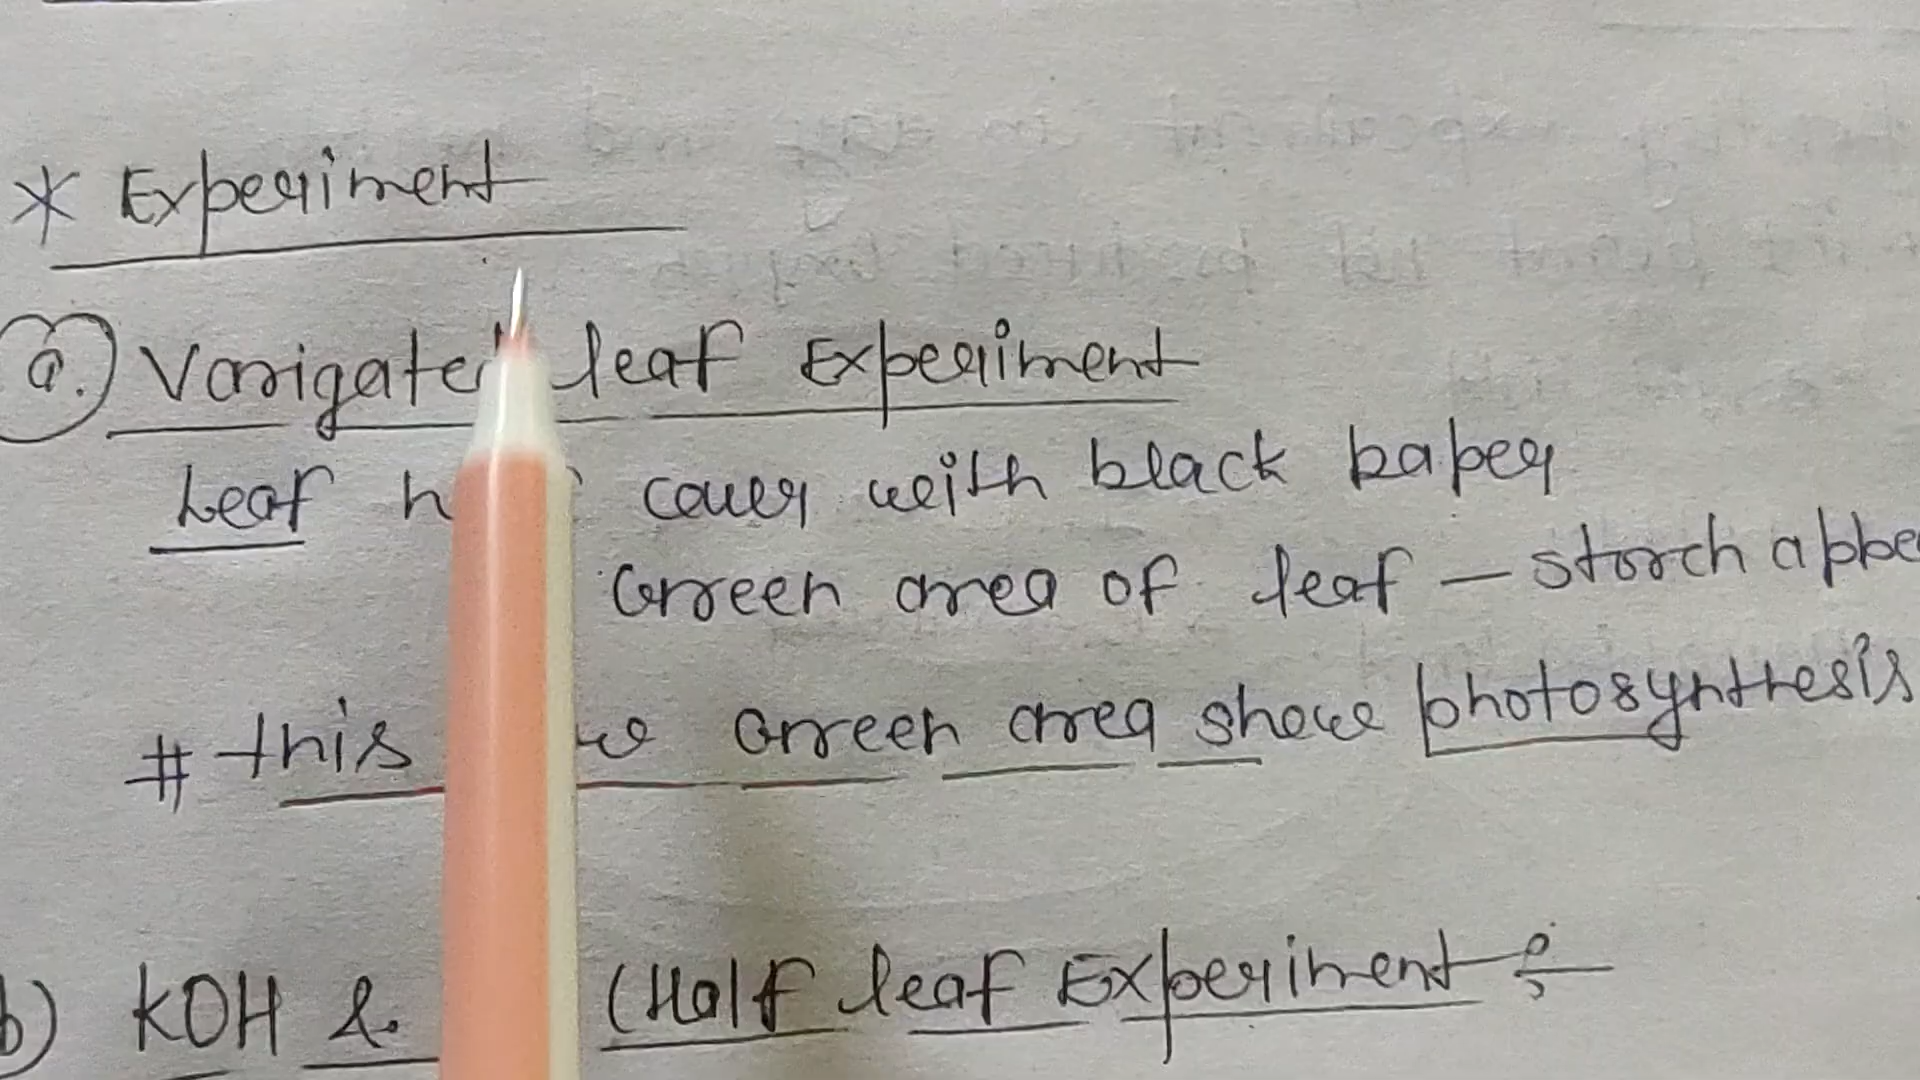 * Experiment
a.) Varigated leaf Experiment
Leaf cover with black paper
Green area of leaf – starch appe
# this Green area show photosynthesis
b) KOH & (Half leaf Experiment :-